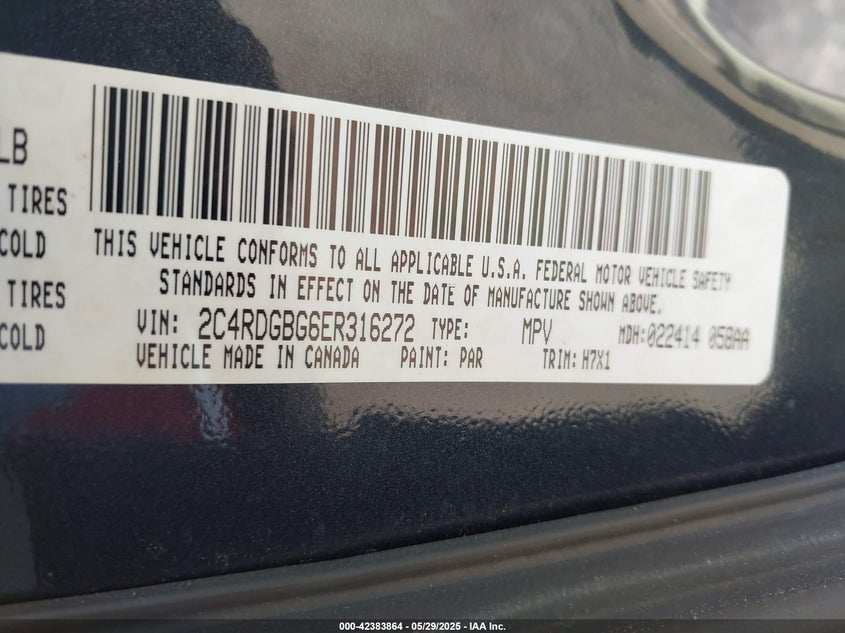 LB
TIRES
COLD
TIRES
COLD
THIS VEHICLE CONFORMS TO ALL APPLICABLE U.S.A. FEDERAL MOTOR VEHICLE SAFETY
STANDARDS IN EFFECT ON THE DATE OF MANUFACTURE SHOWN ABOVE.
VIN: 2C4RDGBG6ER316272 TYPE: MPV MDH:022414 058AA
VEHICLE MADE IN CANADA PAINT: PAR TRIM: H7X1
000-42383864 | 05/29/2025 | IAA Inc.